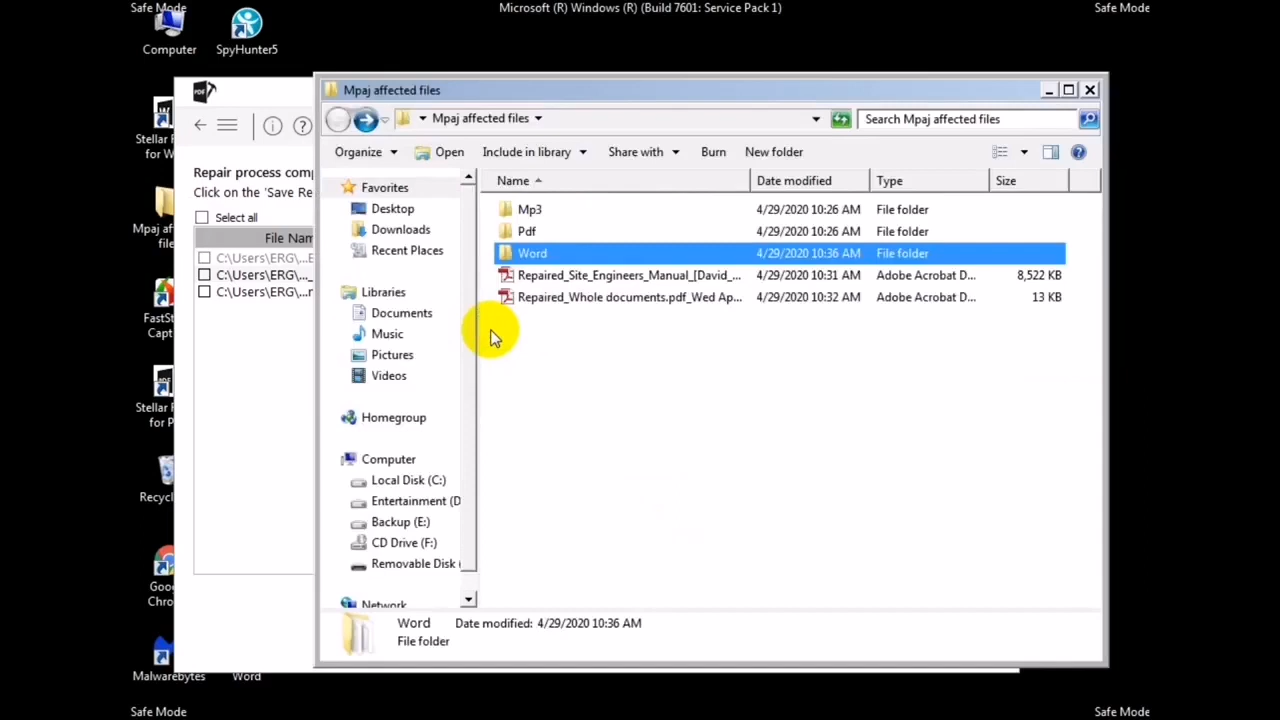 Safe Mode
Microsoft (R) Windows (R) (Build 7601: Service Pack 1)
Safe Mode
Computer
SpyHunter5
Stellar
for W
Mpaj af
file
FastSt
Capt
Stellar
for P
Recycl
Goo
Chro
Malwarebytes
Word
Repair process comp
Click on the 'Save Re
Select all
File Nam
C:\Users\ERG\...E
C:\Users\ERG\..._
C:\Users\ERG\...r
Mpaj affected files
Mpaj affected files
Search Mpaj affected files
Organize
Open
Include in library
Share with
Burn
New folder
Favorites
Desktop
Downloads
Recent Places
Libraries
Documents
Music
Pictures
Videos
Homegroup
Computer
Local Disk (C:)
Entertainment (D
Backup (E:)
CD Drive (F:)
Removable Disk
Network
Name Date modified Type Size
Mp3 4/29/2020 10:26 AM File folder
Pdf 4/29/2020 10:26 AM File folder
Word 4/29/2020 10:36 AM File folder
Repaired_Site_Engineers_Manual_[David_... 4/29/2020 10:31 AM Adobe Acrobat D... 8,522 KB
Repaired_Whole documents.pdf_Wed Ap... 4/29/2020 10:32 AM Adobe Acrobat D... 13 KB
Word Date modified: 4/29/2020 10:36 AM
File folder
Safe Mode
Safe Mode